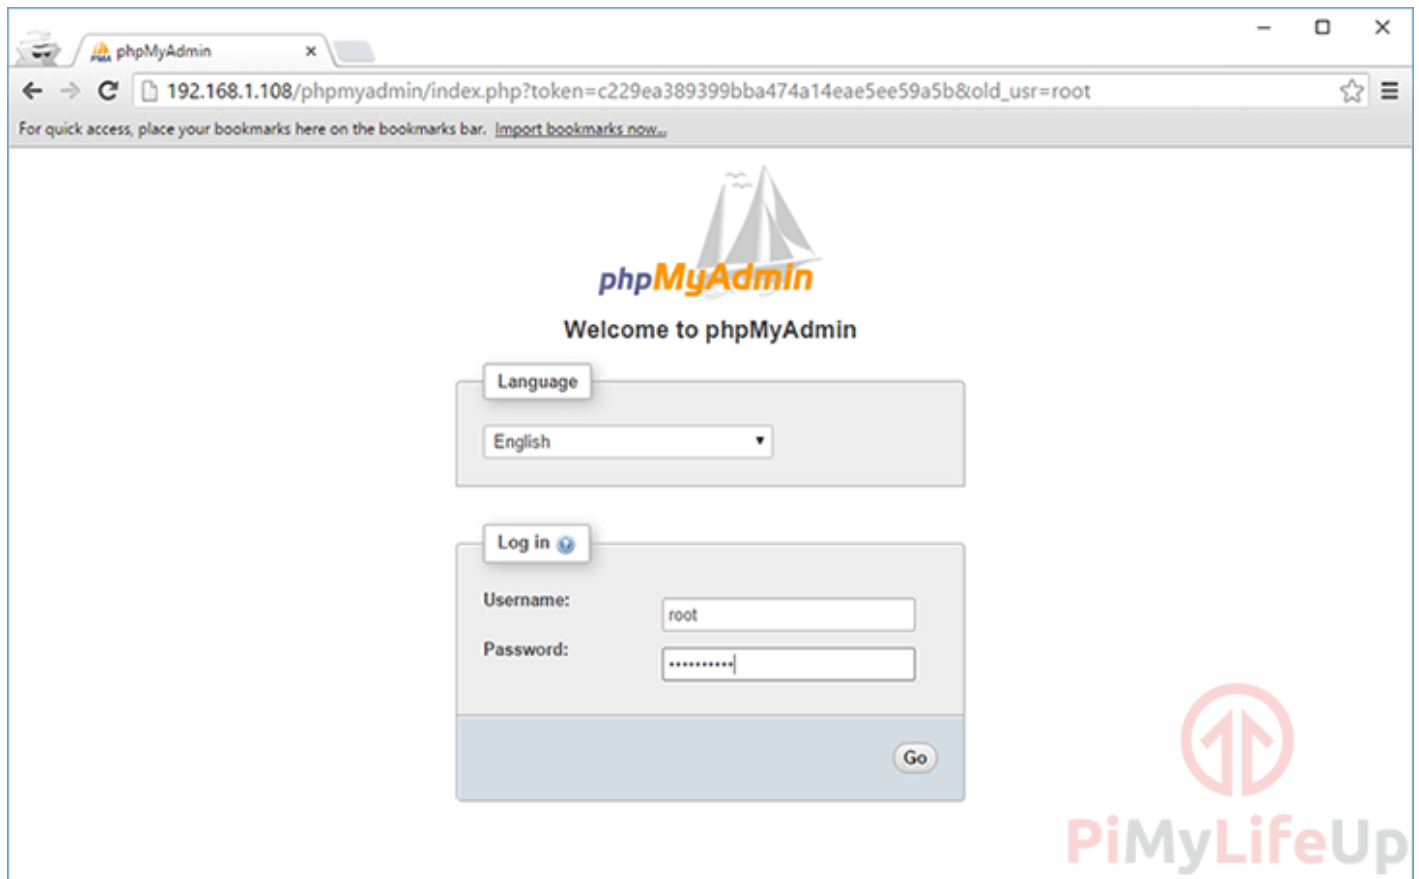 phpMyAdmin
192.168.1.108/phpmyadmin/index.php?token=c229ea389399bba474a14eae5ee59a5b&old_usr=root
For quick access, place your bookmarks here on the bookmarks bar. Import bookmarks now...
phpMyAdmin
Welcome to phpMyAdmin
Language
English
Log in
Username:
root
Password:
••••••••••
Go
PiMyLifeUp